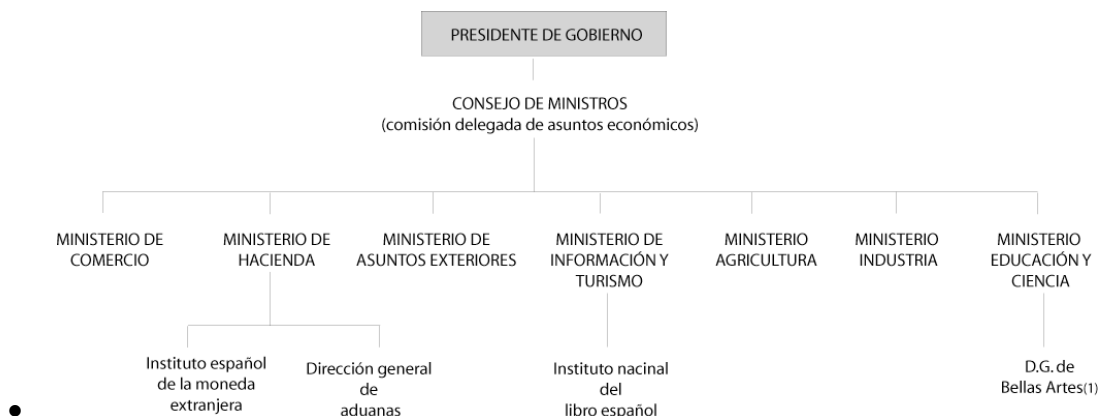 PRESIDENTE DE GOBIERNO
CONSEJO DE MINISTROS
(comisión delegada de asuntos económicos)
MINISTERIO DE
COMERCIO
MINISTERIO DE
HACIENDA
MINISTERIO DE
ASUNTOS EXTERIORES
MINISTERIO DE
INFORMACIÓN Y
TURISMO
MINISTERIO
AGRICULTURA
MINISTERIO
INDUSTRIA
MINISTERIO
EDUCACIÓN Y
CIENCIA
Instituto español
de la moneda
extranjera
Dirección general
de
aduanas
Instituto nacinal
del
libro español
D.G. de
Bellas Artes(1)